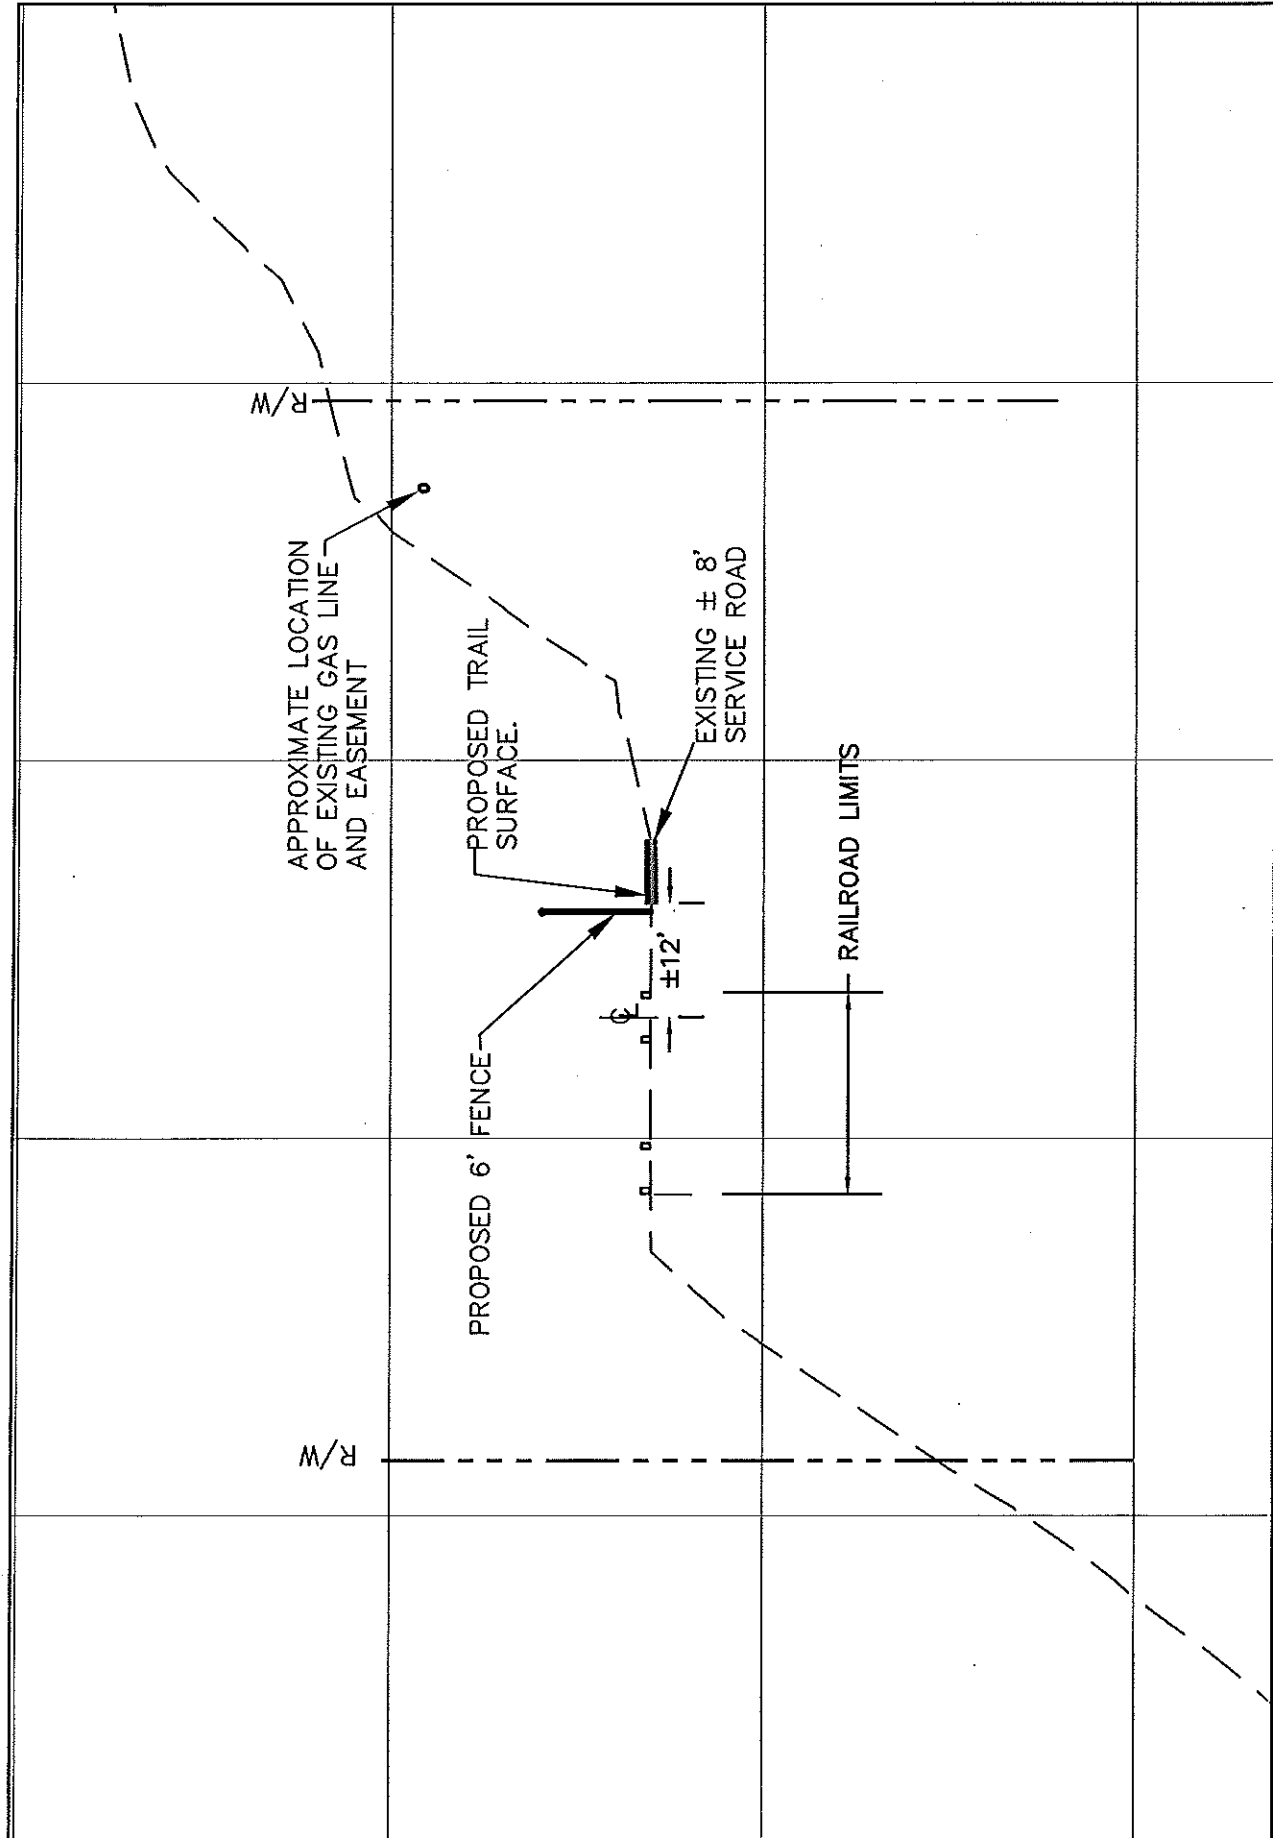 R/W
APPROXIMATE LOCATION
OF EXISTING GAS LINE
AND EASEMENT
PROPOSED TRAIL
SURFACE.
EXISTING ± 8'
SERVICE ROAD
RAILROAD LIMITS
±12'
℄
PROPOSED 6' FENCE
R/W